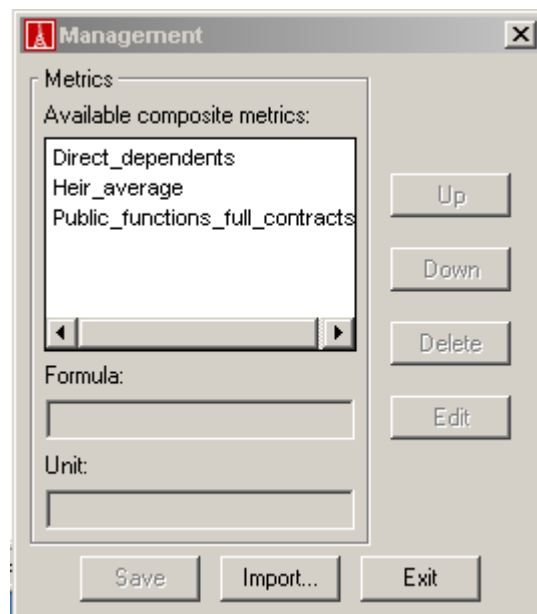 Management
Metrics
Available composite metrics:
Direct_dependents
Heir_average
Public_functions_full_contracts
Up
Down
Delete
Edit
Formula:
Unit:
Save
Import...
Exit